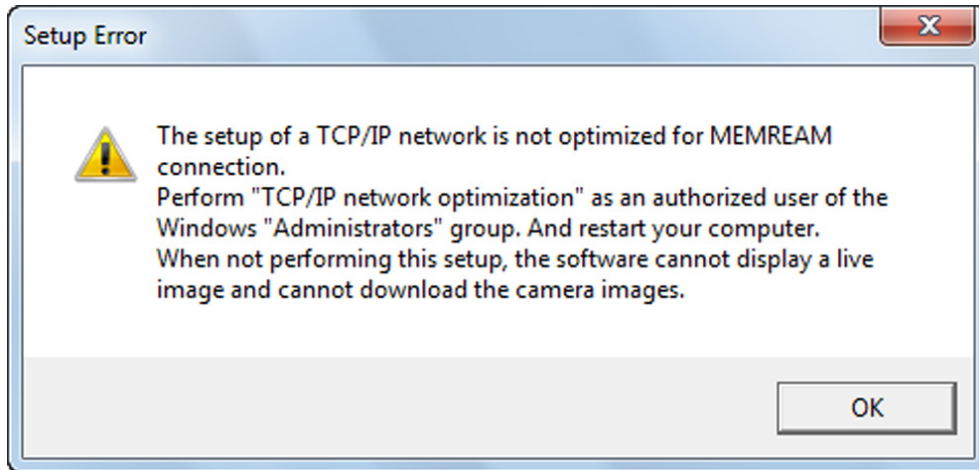 Setup Error
The setup of a TCP/IP network is not optimized for MEMREAM
connection.
Perform "TCP/IP network optimization" as an authorized user of the
Windows "Administrators" group. And restart your computer.
When not performing this setup, the software cannot display a live
image and cannot download the camera images.
OK